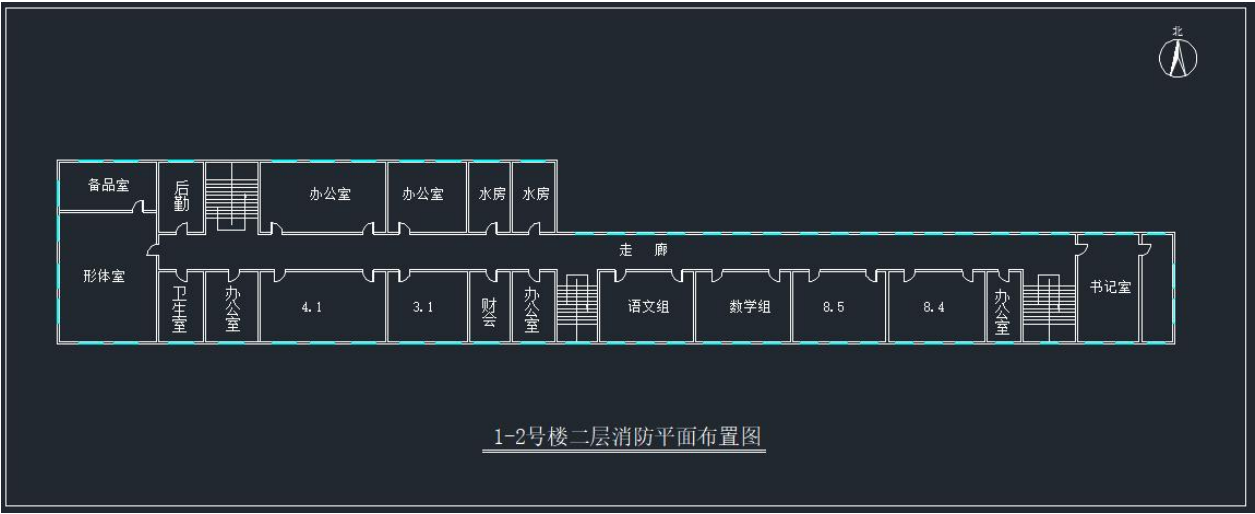 北
备品室
后勤
办公室
办公室
水房
水房
走 廊
形体室
卫生室
办公室
4.1
3.1
财会
办公室
语文组
数学组
8.5
8.4
办公室
书记室
1-2号楼二层消防平面布置图